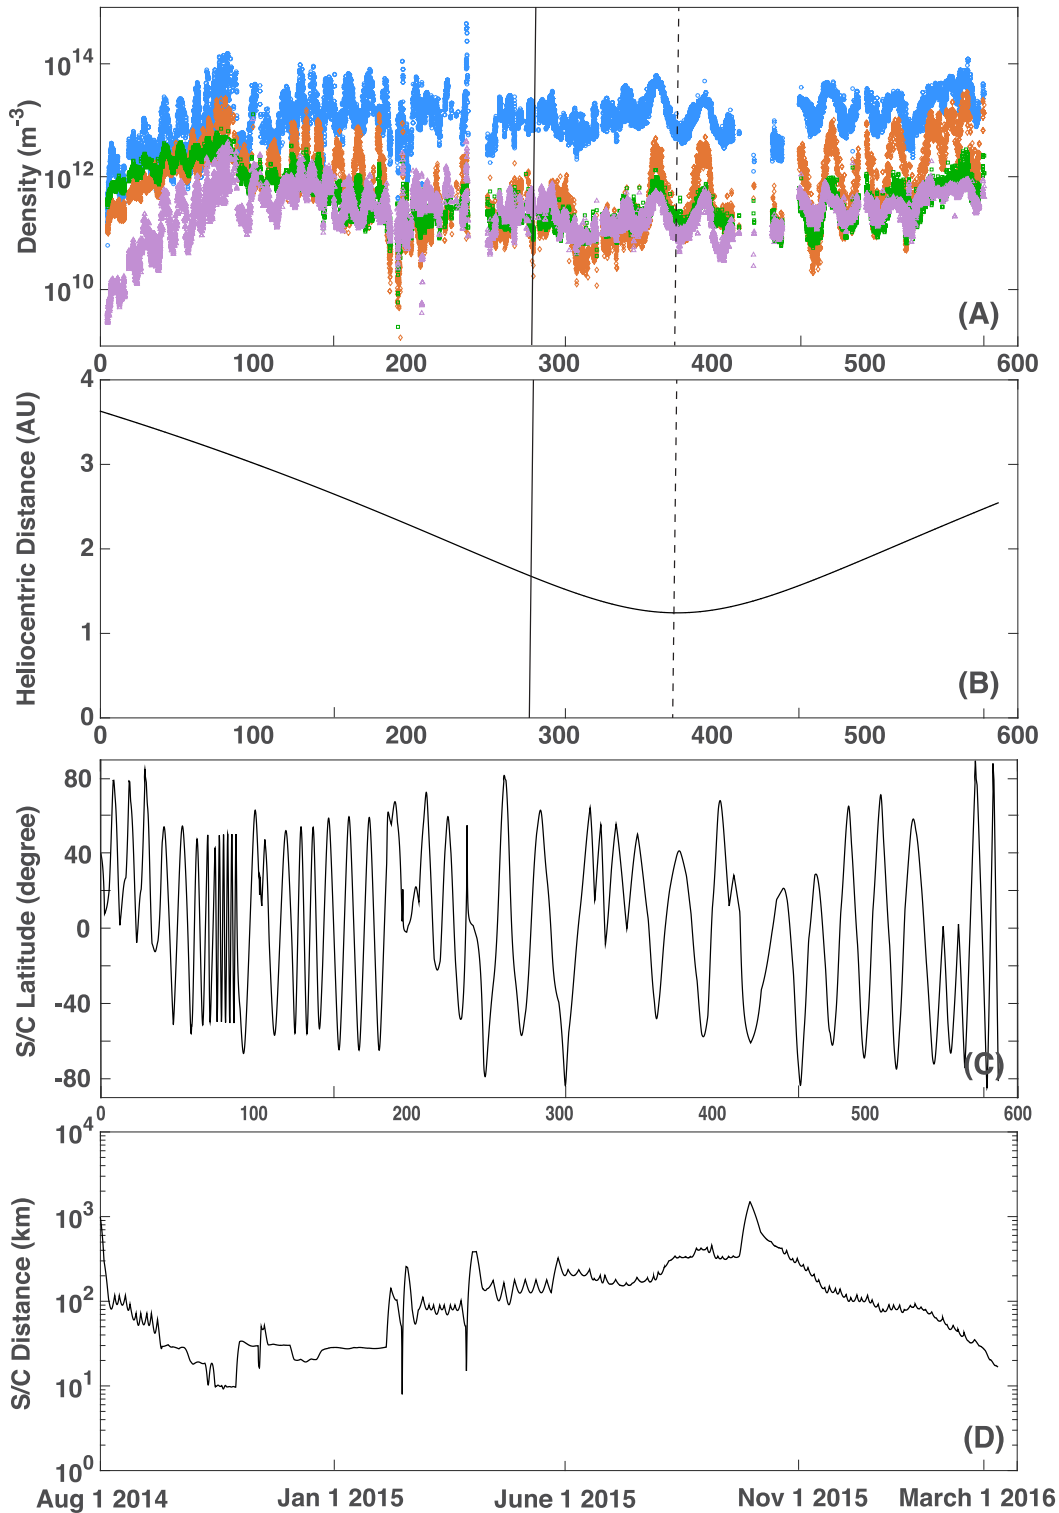 10^14
10^12
10^10
Density (m^-3)
(A)
0 100 200 300 400 500 600
4
3
2
1
0
Heliocentric Distance (AU)
(B)
0 100 200 300 400 500 600
80
40
0
-40
-80
S/C Latitude (degree)
(C)
0 100 200 300 400 500 600
10^4
10^3
10^2
10^1
10^0
S/C Distance (km)
(D)
Aug 1 2014 Jan 1 2015 June 1 2015 Nov 1 2015 March 1 2016